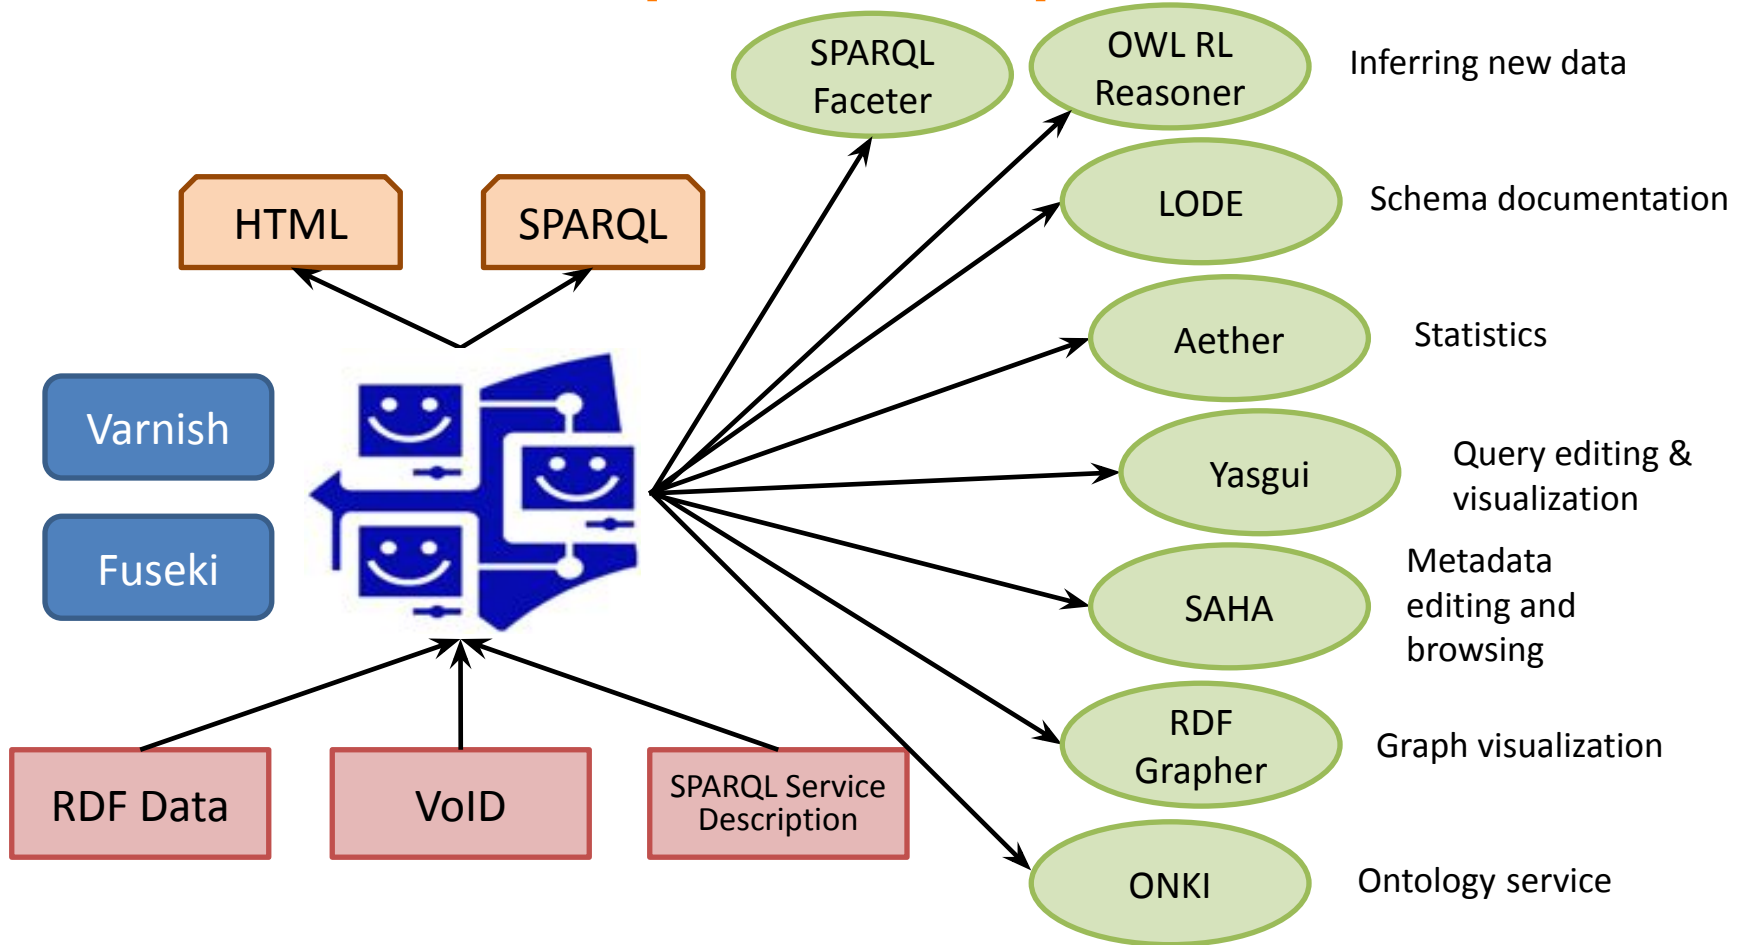 SPARQL
Faceter
OWL RL
Reasoner
Inferring new data
HTML
SPARQL
LODE
Schema documentation
Aether
Statistics
Varnish
Yasgui
Query editing &
visualization
Fuseki
SAHA
Metadata
editing and
browsing
RDF
Grapher
Graph visualization
RDF Data
VoID
SPARQL Service
Description
ONKI
Ontology service